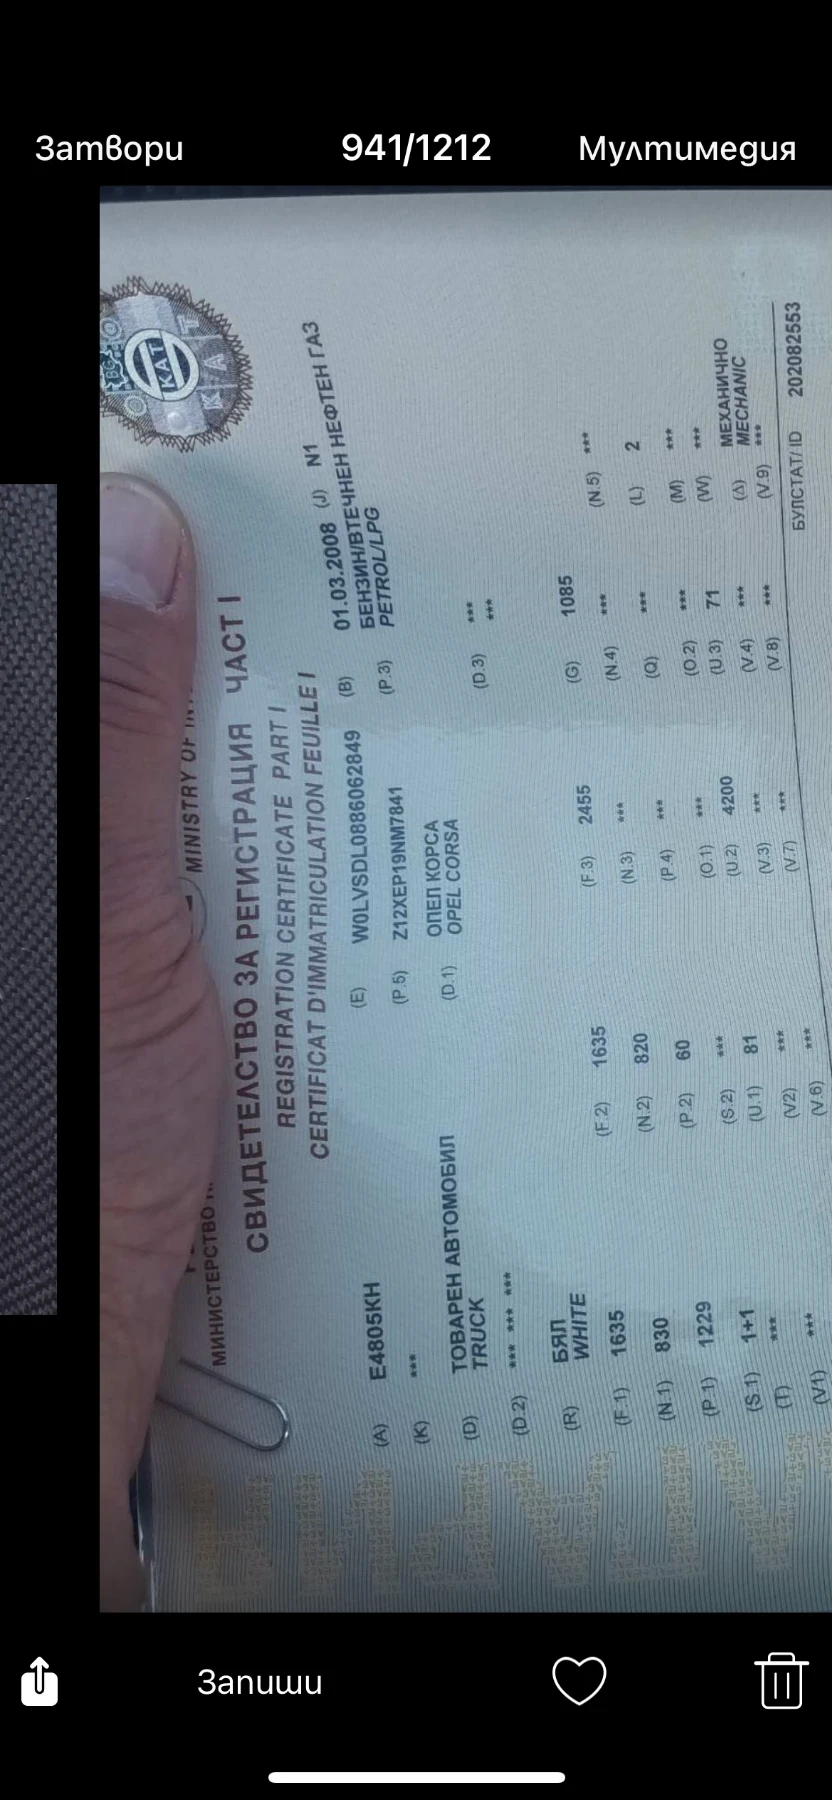 Затвори
941/1212
Мултимедия
КАТ
BG
К А Т
МИНИСТЕРСТВО
MINISTRY OF
СВИДЕТЕЛСТВО ЗА РЕГИСТРАЦИЯ ЧАСТ I
REGISTRATION CERTIFICATE PART I
CERTIFICAT D'IMMATRICULATION FEUILLE I
(A) E4805KH (E) W0LVSDL0886062849 (B) 01.03.2008 (J) N1
(K) *** (P.5) Z12XEP19NM7841 (P.3) БЕНЗИН/ВТЕЧНЕН НЕФТЕН ГАЗ
PETROL/LPG
(D) ТОВАРЕН АВТОМОБИЛ (D.1) ОПЕЛ КОРСА
TRUCK OPEL CORSA
(D.2) *** *** *** (D.3) ***
***
(R) БЯЛ
WHITE
(F.1) 1635 (F.2) 1635 (F.3) 2455 (G) 1085
(N.1) 830 (N.2) 820 (N.3) *** (N.4) *** (N.5) ***
(P.1) 1229 (P.2) 60 (P.4) *** (Q) *** (L) 2
(S.1) 1+1 (S.2) *** (O.1) *** (O.2) *** (M) ***
(T) *** (U.1) 81 (U.2) 4200 (U.3) 71 (W) ***
(V1) *** (V2) *** (V.3) *** (V.4) *** (Δ) МЕХАНИЧНО
MECHANIC
(V.6) *** (V.7) *** (V.8) *** (V.9) ***
БУЛСТАТ/ ID 202082553
Запиши